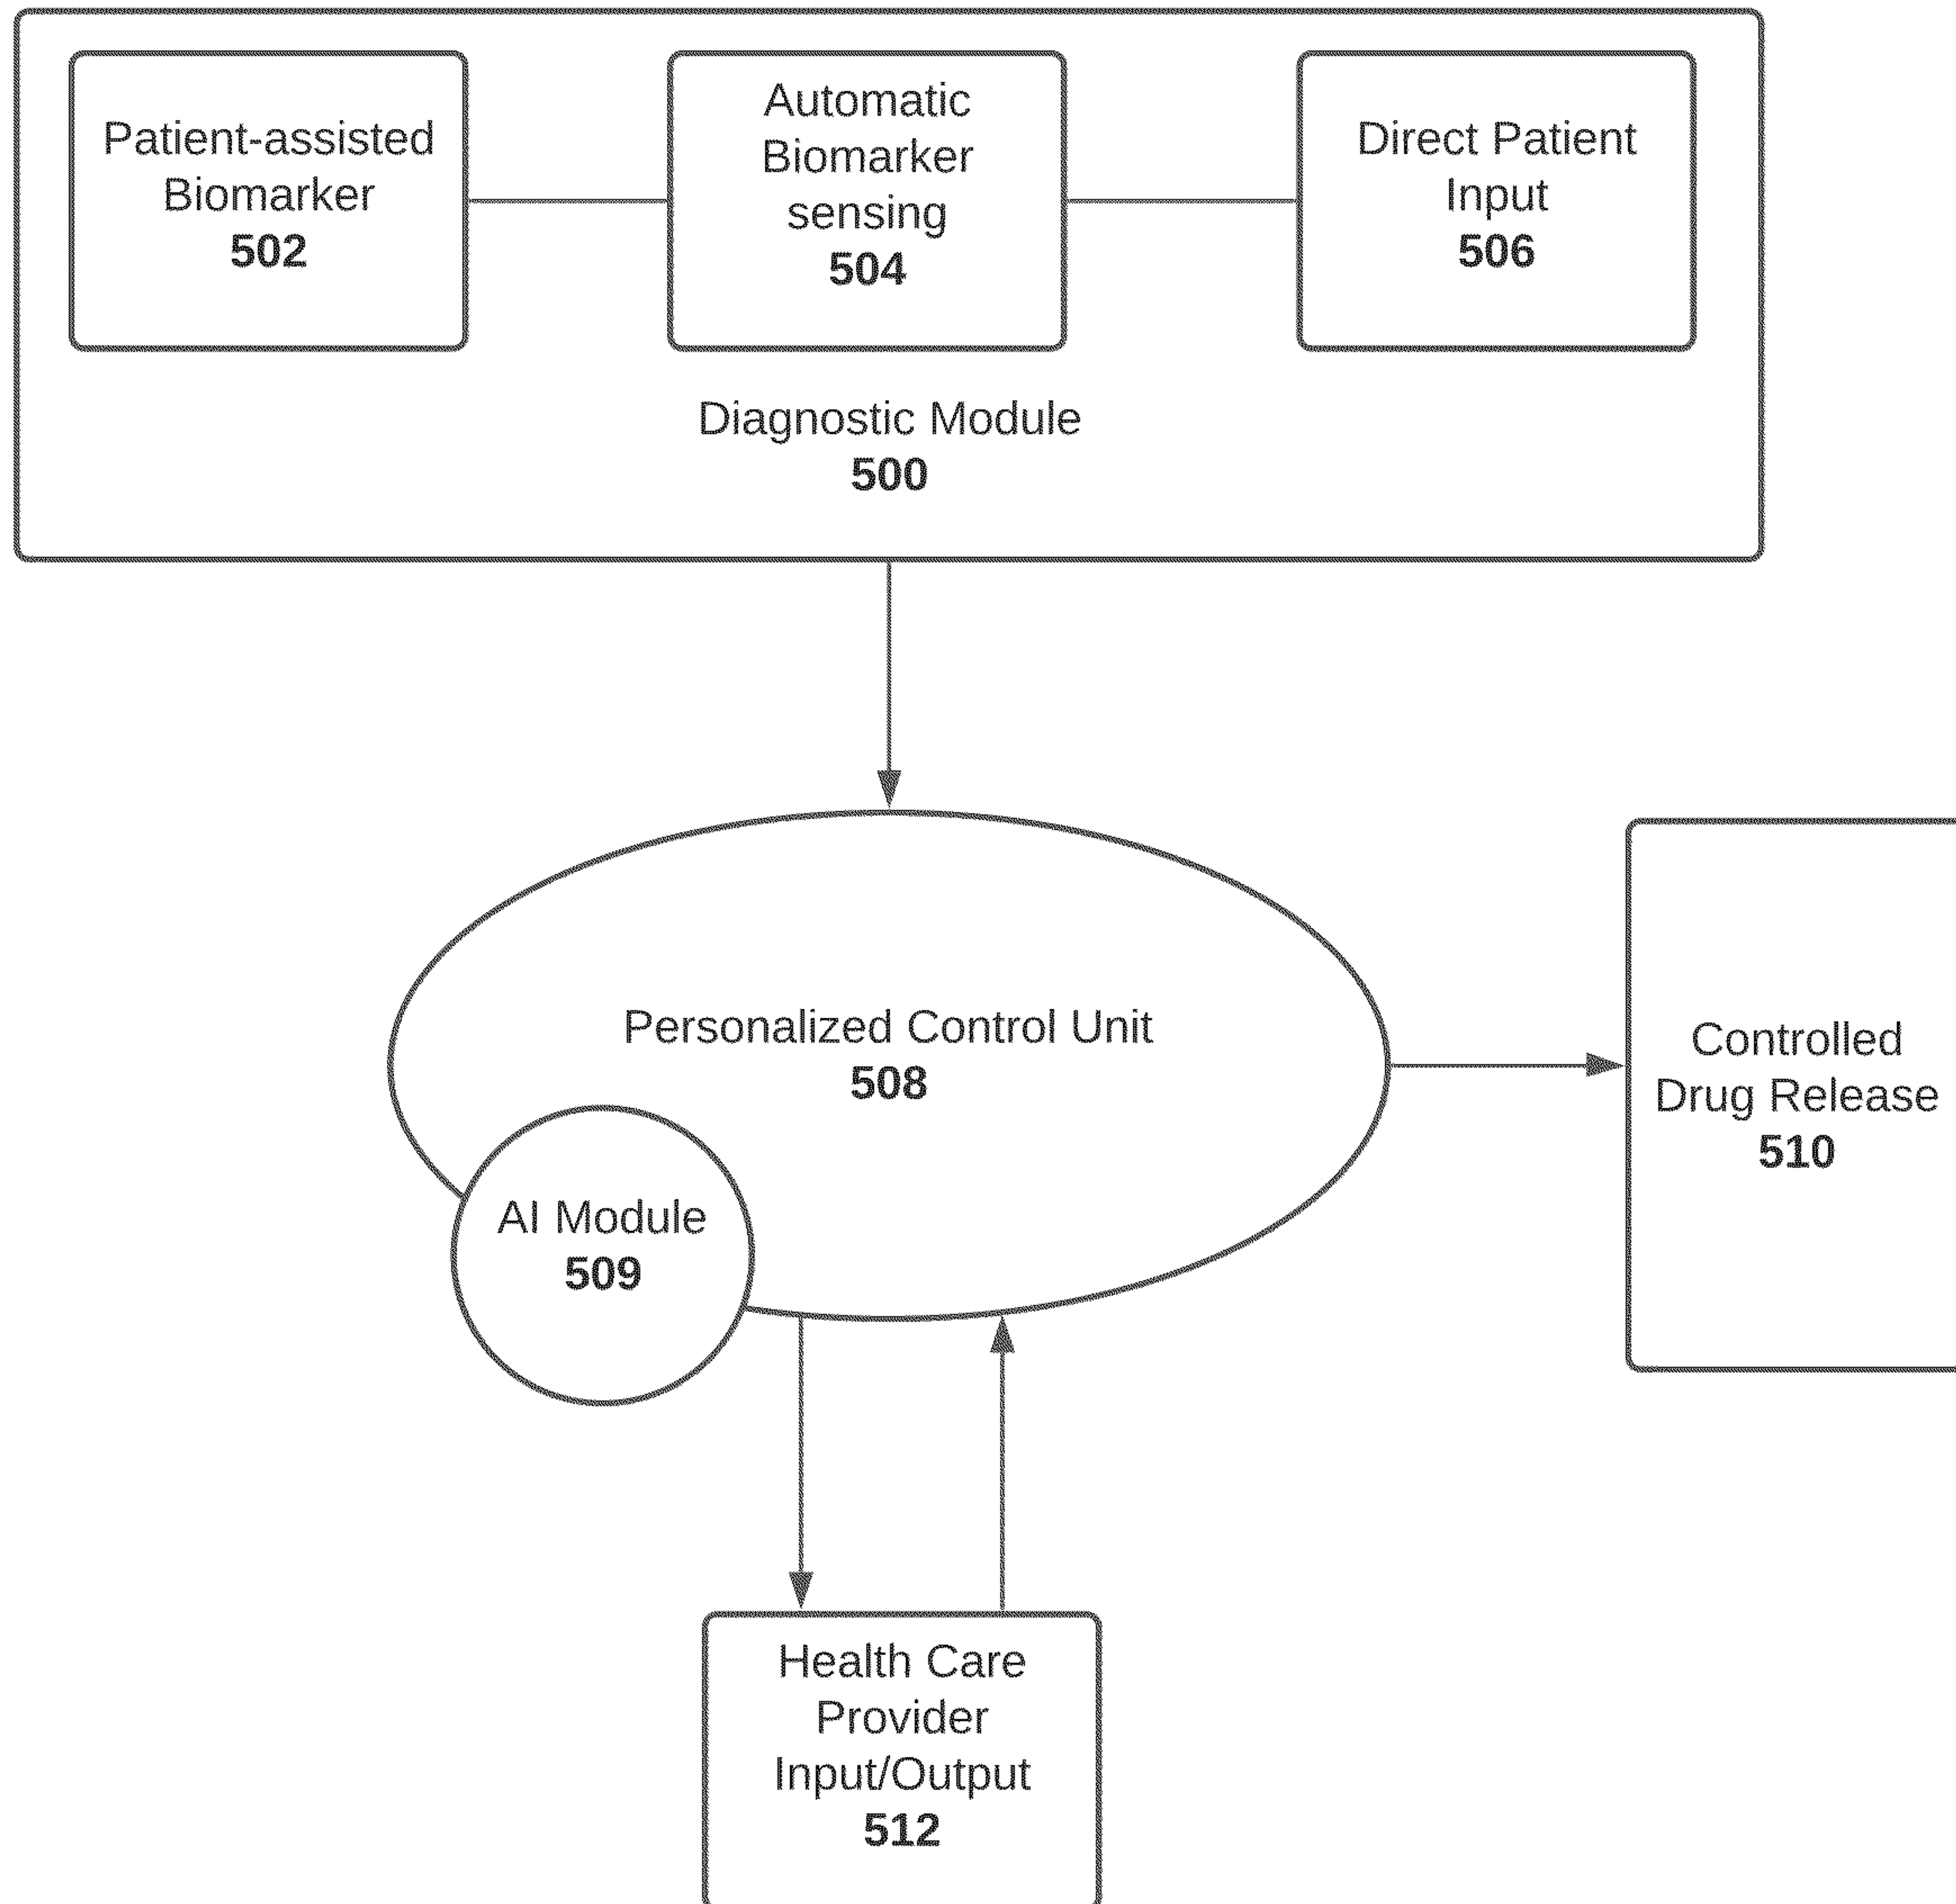 Patient-assisted
Biomarker
502
Automatic
Biomarker
sensing
504
Direct Patient
Input
506
Diagnostic Module
500
Personalized Control Unit
508
AI Module
509
Controlled
Drug Release
510
Health Care
Provider
Input/Output
512